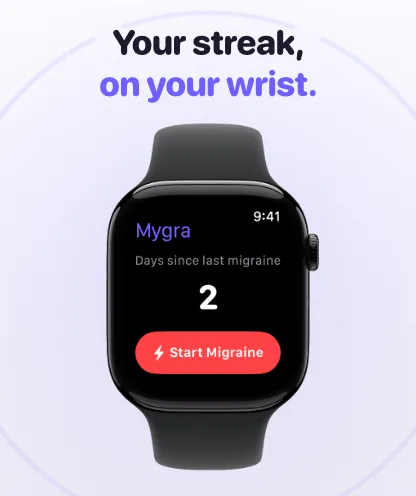 Your streak,
on your wrist.
9:41
Mygra
Days since last migraine
2
Start Migraine